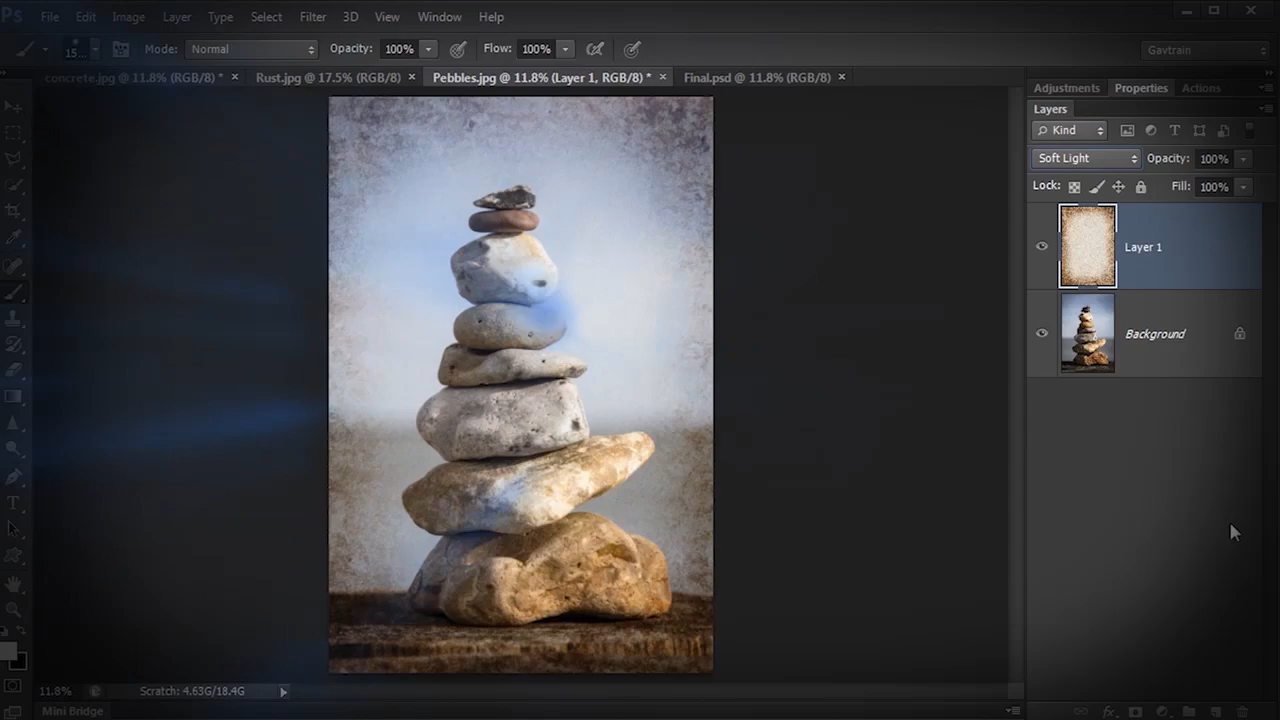 Ps File Edit Image Layer Type Select Filter 3D View Window Help
15... Mode: Normal Opacity: 100% Flow: 100% Gavtrain
concrete.jpg @ 11.8% (RGB/8) * × Rust.jpg @ 17.5% (RGB/8) × Pebbles.jpg @ 11.8% (Layer 1, RGB/8) * × Final.psd @ 11.8% (RGB/8) ×
Adjustments Properties Actions
Layers
Kind
Soft Light Opacity: 100%
Lock: Fill: 100%
Layer 1
Background
11.8% Scratch: 4.63G/18.4G
Mini Bridge